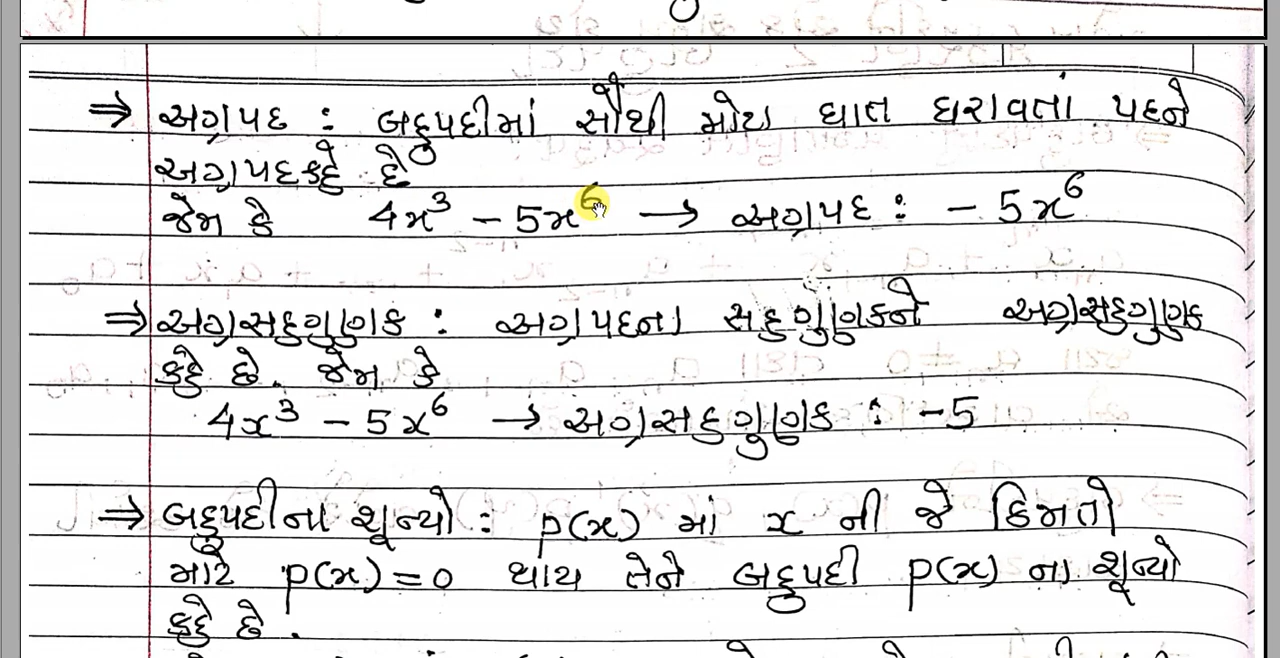 ⇒ અગ્રપદ : બહુપદીમાં સૌથી મોટા ઘાત ધરાવતાં પદને
અગ્રપદ કહે છે
જેમ કે 4x³ − 5x⁶ → અગ્રપદ : − 5x⁶
⇒ અગ્રસહગુણક : અગ્રપદના સહગુણકને અગ્રસહગુણક
કહે છે. જેમ કે
4x³ − 5x⁶ → અગ્રસહગુણક : −5
⇒ બહુપદીના શૂન્યો : p(x) માં x ની જે કિંમતો
માટે p(x) = 0 થાય તેને બહુપદી p(x) ના શૂન્યો
કહે છે.